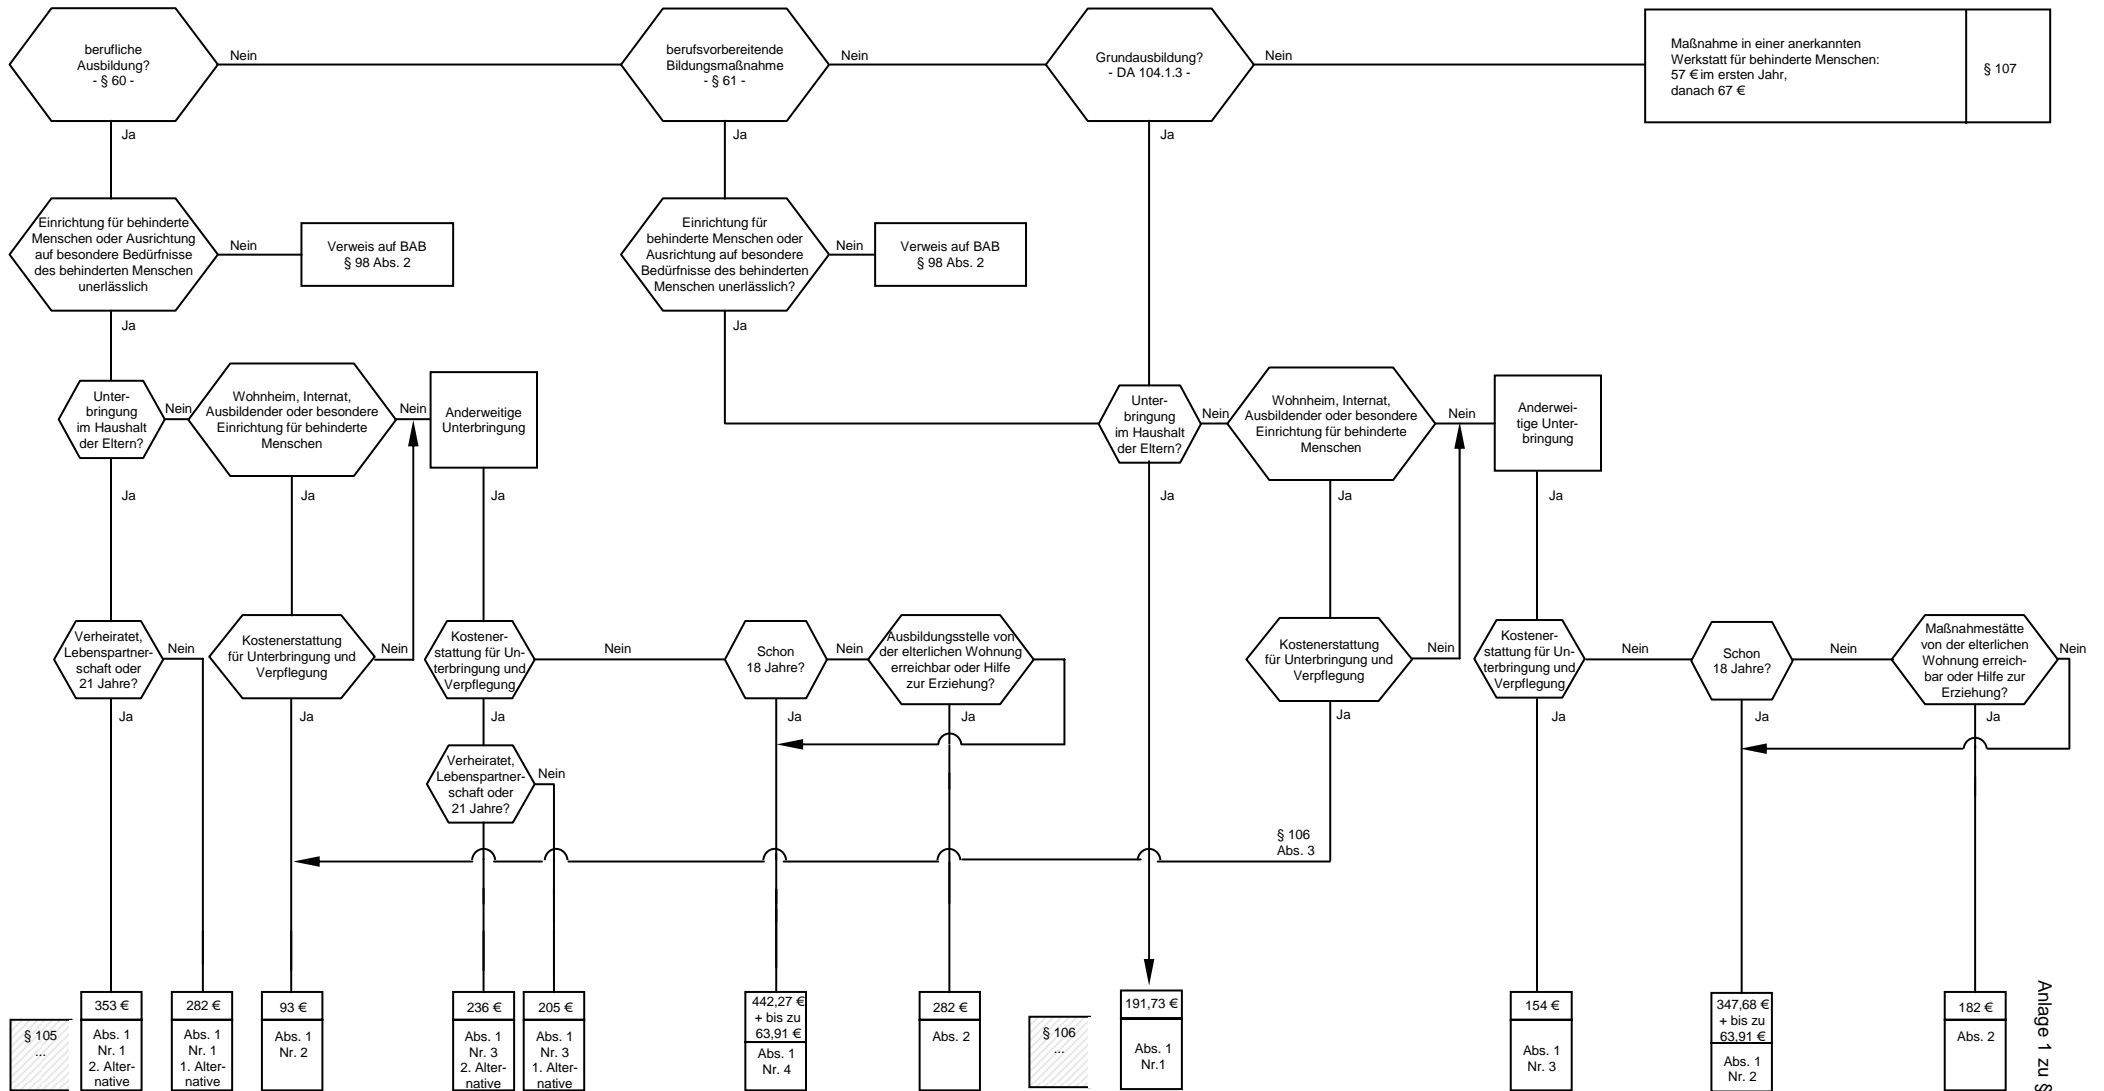 berufliche
Ausbildung?
- § 60 -
Nein
berufsvorbereitende
Bildungsmaßnahme
- § 61 -
Nein
Grundausbildung?
- DA 104.1.3 -
Nein
Maßnahme in einer anerkannten
Werkstatt für behinderte Menschen:
57 € im ersten Jahr,
danach 67 €
§ 107
Ja
Ja
Ja
Einrichtung für behinderte
Menschen oder Ausrichtung
auf besondere Bedürfnisse
des behinderten Menschen
unerlässlich
Nein
Verweis auf BAB
§ 98 Abs. 2
Einrichtung für
behinderte Menschen oder
Ausrichtung auf besondere
Bedürfnisse des behinderten
Menschen unerlässlich?
Nein
Verweis auf BAB
§ 98 Abs. 2
Ja
Ja
Unter-
bringung
im Haushalt
der Eltern?
Nein
Wohnheim, Internat,
Ausbildender oder besondere
Einrichtung für behinderte
Menschen
Nein
Anderweitige
Unterbringung
Unter-
bringung
im Haushalt
der Eltern?
Nein
Wohnheim, Internat,
Ausbildender oder besondere
Einrichtung für behinderte
Menschen
Nein
Anderwei-
tige Unter-
bringung
Ja
Ja
Ja
Ja
Ja
Ja
Verheiratet,
Lebenspartner-
schaft oder
21 Jahre?
Nein
Kostenerstattung
für Unterbringung und
Verpflegung
Nein
Kostener-
stattung für Un-
terbringung und
Verpflegung
Nein
Schon
18 Jahre?
Nein
Ausbildungsstelle von
der elterlichen Wohnung
erreichbar oder Hilfe
zur Erziehung?
Kostenerstattung
für Unterbringung und
Verpflegung
Nein
Kostener-
stattung für Un-
terbringung und
Verpflegung
Nein
Schon
18 Jahre?
Nein
Maßnahmestätte
von der elterlichen
Wohnung erreich-
bar oder Hilfe zur
Erziehung?
Nein
Ja
Ja
Ja
Ja
Ja
Ja
Ja
Ja
Ja
Verheiratet,
Lebenspartner-
schaft oder
21 Jahre?
Nein
§ 106
Abs. 3
§ 105
...
353 €
Abs. 1
Nr. 1
2. Alter-
native
282 €
Abs. 1
Nr. 1
1. Alter-
native
93 €
Abs. 1
Nr. 2
236 €
Abs. 1
Nr. 3
2. Alter-
native
205 €
Abs. 1
Nr. 3
1. Alter-
native
442,27 €
+ bis zu
63,91 €
Abs. 1
Nr. 4
282 €
Abs. 2
§ 106
...
191,73 €
Abs. 1
Nr.1
154 €
Abs. 1
Nr. 3
347,68 €
+ bis zu
63,91 €
Abs. 1
Nr. 2
182 €
Abs. 2
Anlage 1 zu §